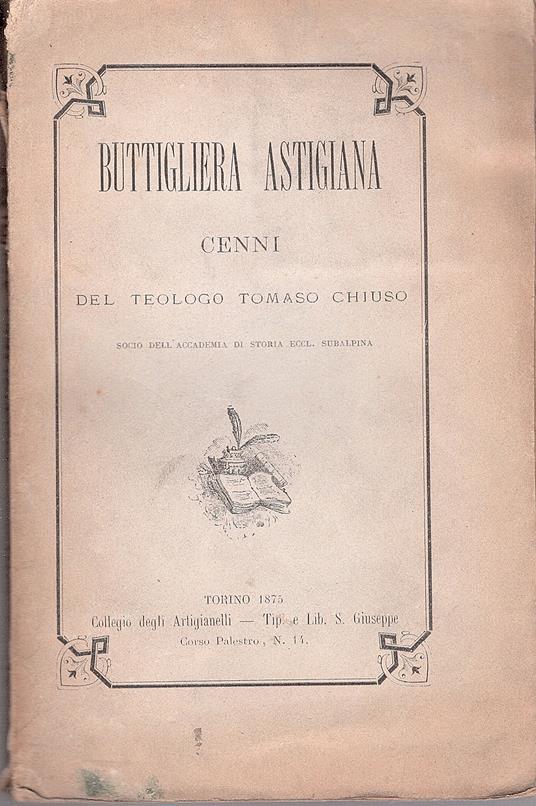 BUTTIGLIERA ASTIGIANA
CENNI
DEL TEOLOGO TOMASO CHIUSO
SOCIO DELL'ACCADEMIA DI STORIA ECCL. SUBALPINA
TORINO 1875
Collegio degli Artigianelli — Tip. e Lib. S. Giuseppe
Corso Palestro, N. 14.